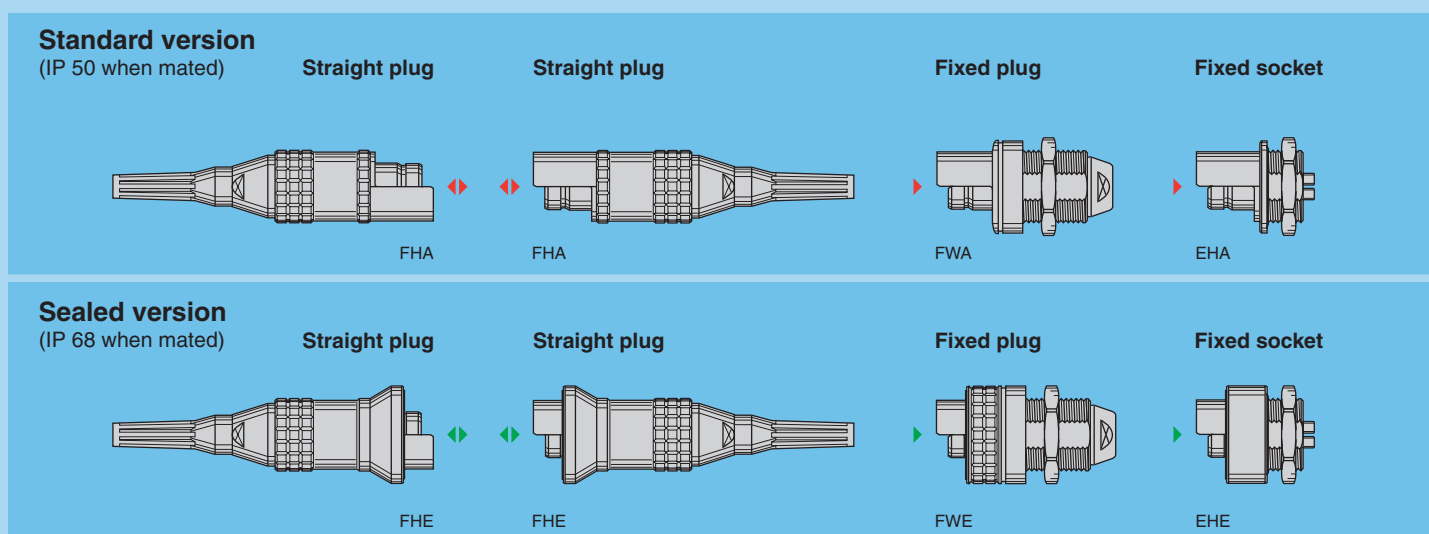 Standard version
(IP 50 when mated)
Straight plug
Straight plug
Fixed plug
Fixed socket
FHA
FHA
FWA
EHA
Sealed version
(IP 68 when mated)
Straight plug
Straight plug
Fixed plug
Fixed socket
FHE
FHE
FWE
EHE